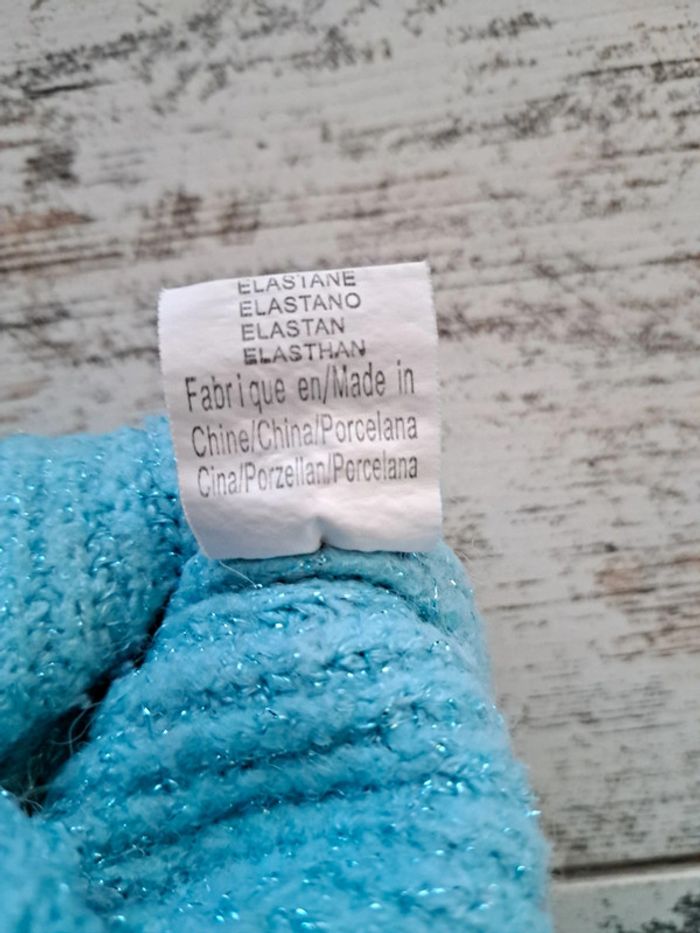 ELASTANE
ELASTANO
ELASTAN
ELASTHAN
Fabrique en/Made in
Chine/China/Porcelana
Cina/Porzellan/Porcelana